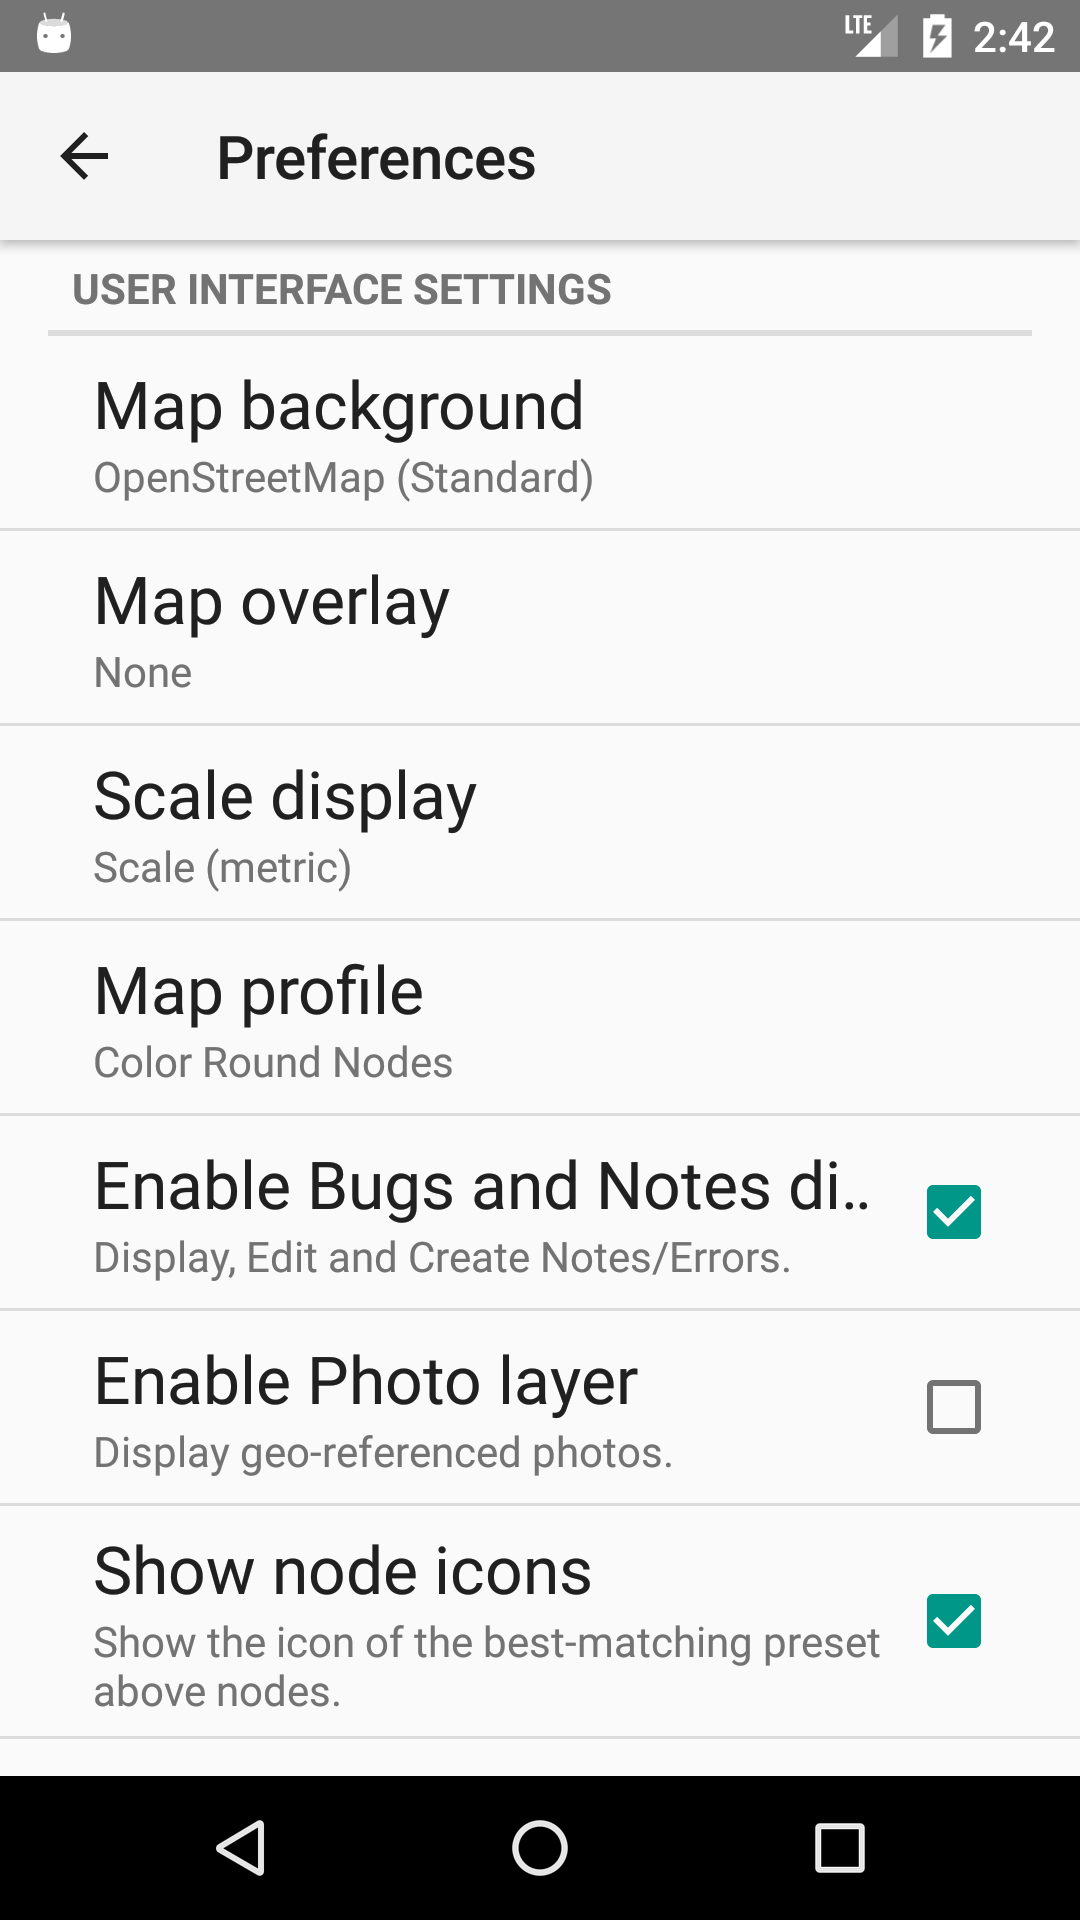 LTE 2:42
Preferences
USER INTERFACE SETTINGS
Map background
OpenStreetMap (Standard)
Map overlay
None
Scale display
Scale (metric)
Map profile
Color Round Nodes
Enable Bugs and Notes di..
Display, Edit and Create Notes/Errors.
Enable Photo layer
Display geo-referenced photos.
Show node icons
Show the icon of the best-matching preset
above nodes.